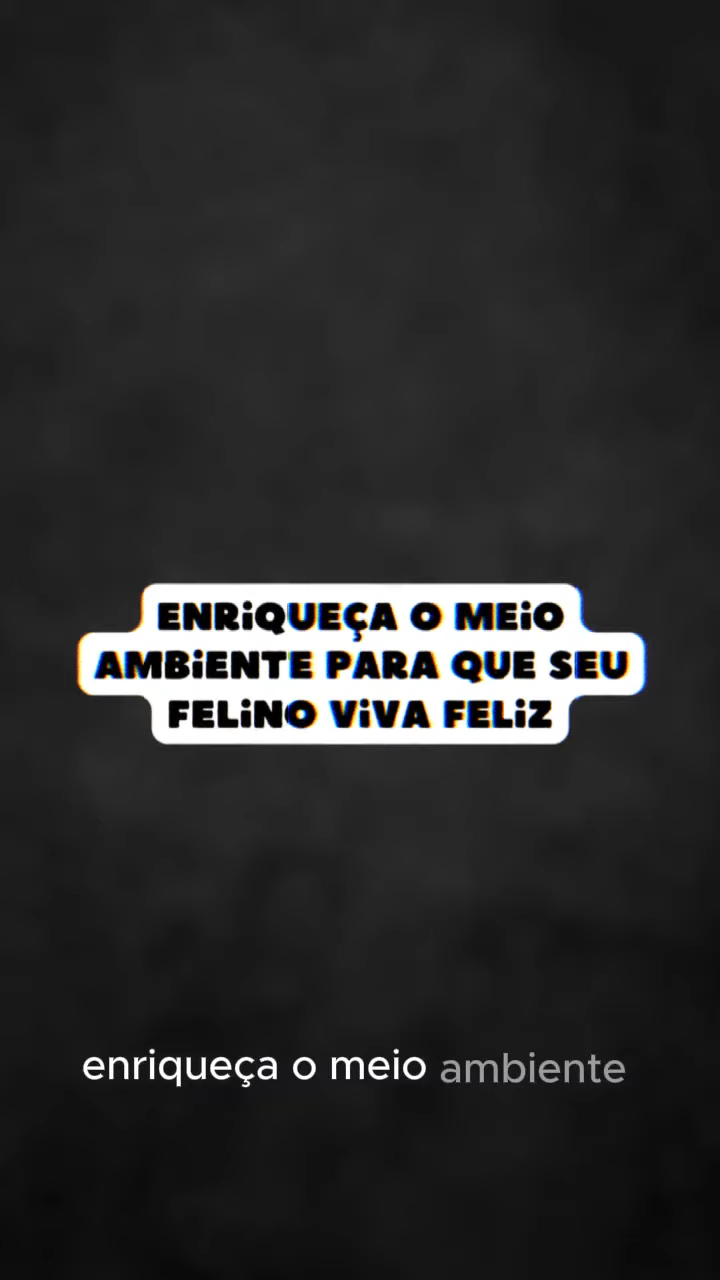 ENRiQUEÇA O MEiO
AMBiENTE PARA QUE SEU
FELiNO ViVA FELiZ
enriqueça o meio ambiente